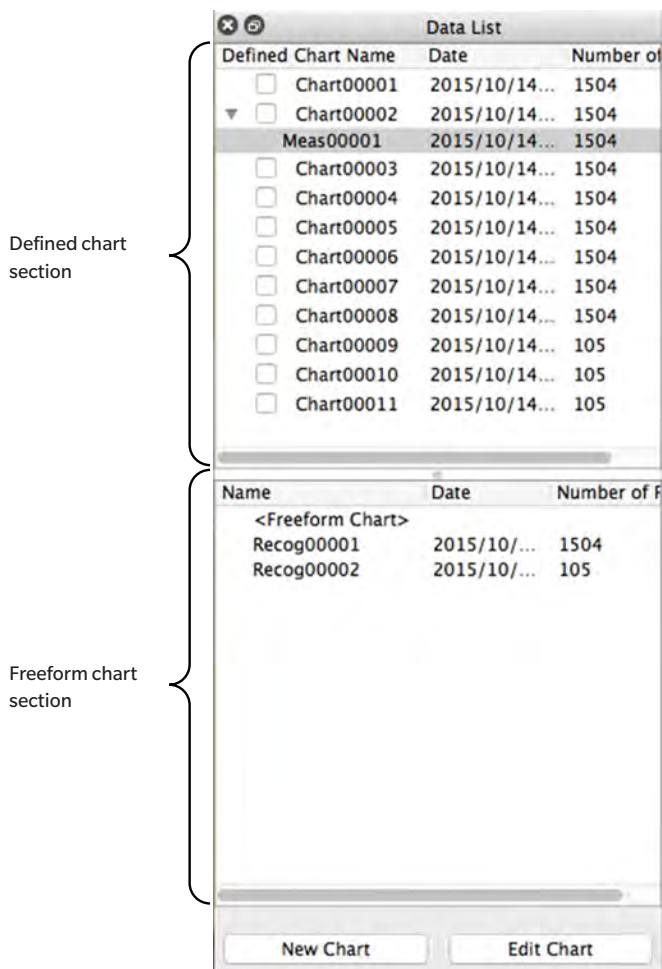 Data List
Defined Chart Name Date Number of
Chart00001 2015/10/14... 1504
Chart00002 2015/10/14... 1504
Meas00001 2015/10/14... 1504
Chart00003 2015/10/14... 1504
Chart00004 2015/10/14... 1504
Chart00005 2015/10/14... 1504
Chart00006 2015/10/14... 1504
Chart00007 2015/10/14... 1504
Chart00008 2015/10/14... 1504
Chart00009 2015/10/14... 105
Chart00010 2015/10/14... 105
Chart00011 2015/10/14... 105
Defined chart
section
Name Date Number of F
<Freeform Chart>
Recog00001 2015/10/... 1504
Recog00002 2015/10/... 105
Freeform chart
section
New Chart Edit Chart